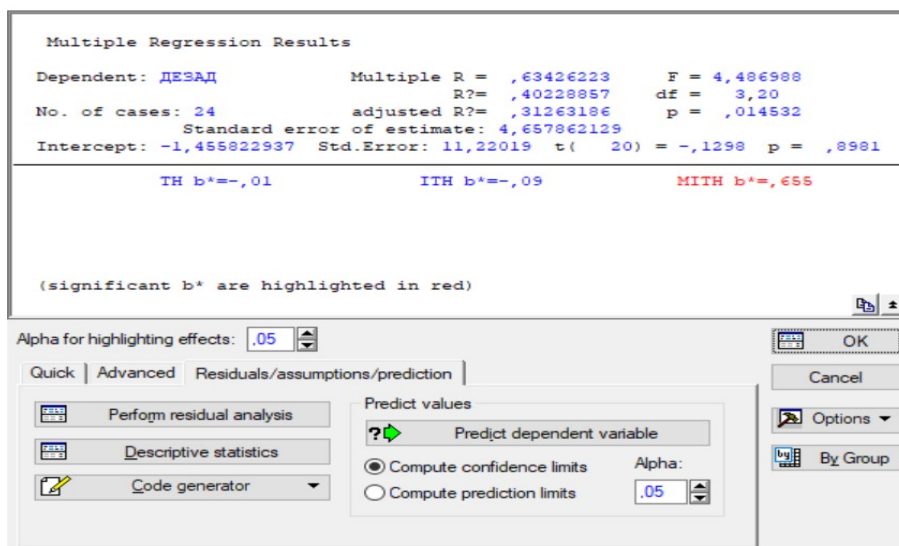 Multiple Regression Results
Dependent: ДЕЗАД Multiple R = ,63426223 F = 4,486988
R?= ,40228857 df = 3,20
No. of cases: 24 adjusted R?= ,31263186 p = ,014532
Standard error of estimate: 4,657862129
Intercept: -1,455822937 Std.Error: 11,22019 t( 20) = -,1298 p = ,8981
TH b*=-,01 ITH b*=-,09 MITH b*=,655
(significant b* are highlighted in red)
Alpha for highlighting effects: ,05
OK
Quick Advanced Residuals/assumptions/prediction
Cancel
Perform residual analysis
Predict values
Options
? Predict dependent variable
Descriptive statistics
by By Group
Compute confidence limits Alpha:
Code generator
Compute prediction limits ,05